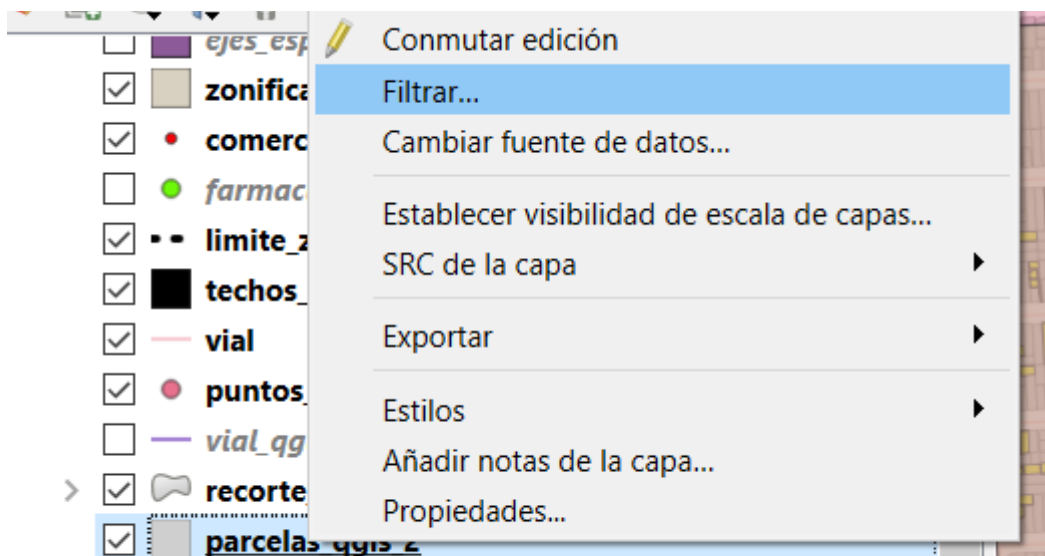 ejes_esp
zonifica
comerc
farmac
limite_z
techos_
vial
puntos_
vial_qg
recorte
parcelas_qgis_2
Conmutar edición
Filtrar...
Cambiar fuente de datos...
Establecer visibilidad de escala de capas...
SRC de la capa
Exportar
Estilos
Añadir notas de la capa...
Propiedades...